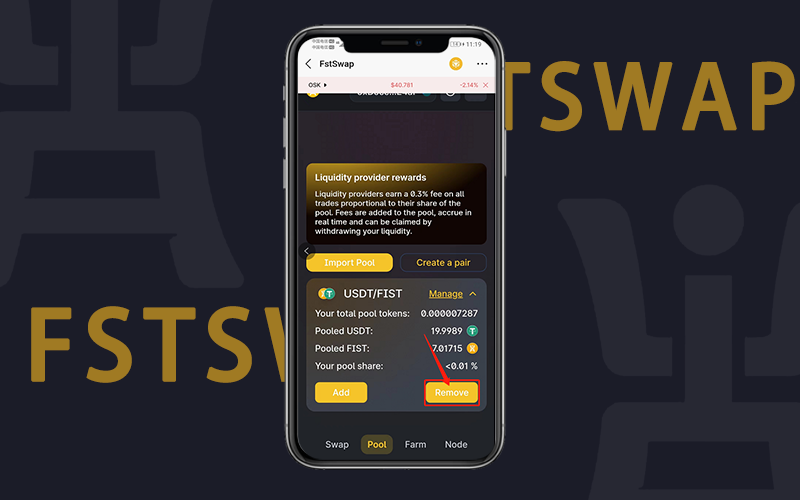 TSWAP
FSTSW
11:19
FstSwap
OSK
$40.781
-2.14%
Liquidity provider rewards
Liquidity providers earn a 0.3% fee on all
trades proportional to their share of the
pool. Fees are added to the pool, accrue in
real time and can be claimed by
withdrawing your liquidity.
Import Pool
Create a pair
USDT/FIST
Manage
Your total pool tokens: 0.000007287
Pooled USDT: 19.9989
Pooled FIST: 7.01715
Your pool share: <0.01 %
Add
Remove
Swap Pool Farm Node